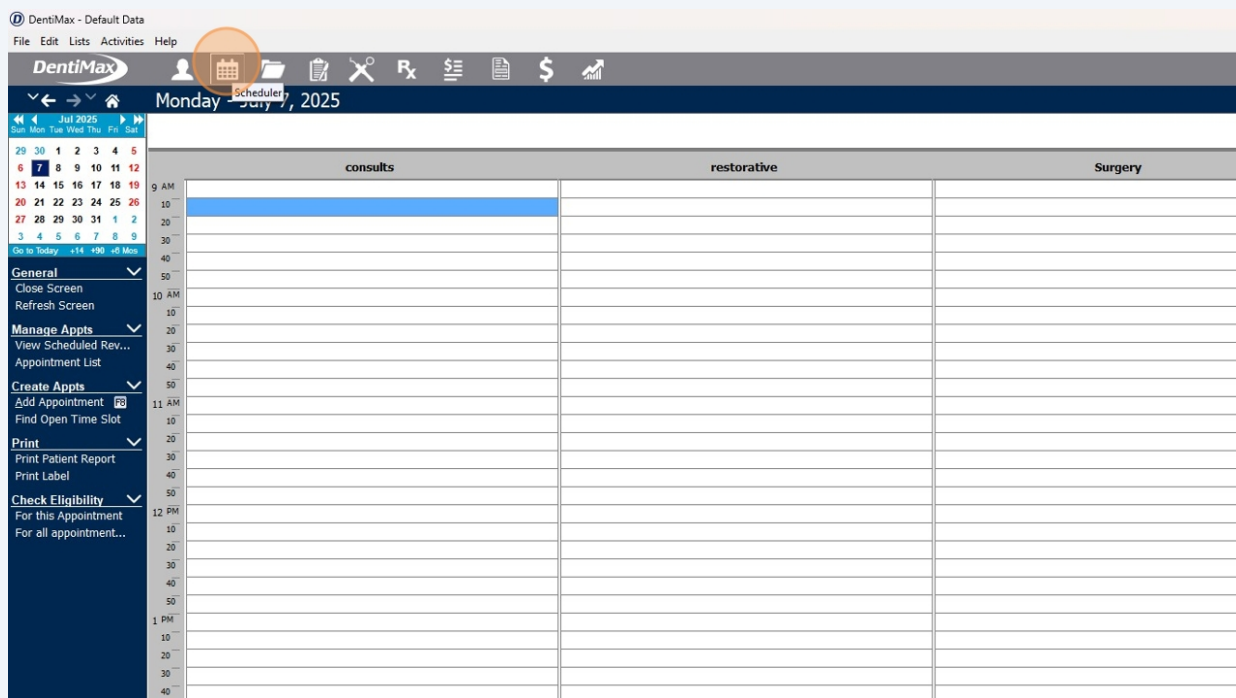 DentiMax - Default Data
File Edit Lists Activities Help
DentiMax
Rx
Scheduler
Monday - July 7, 2025
Jul 2025
Sun Mon Tue Wed Thu Fri Sat
29 30 1 2 3 4 5
6 7 8 9 10 11 12
13 14 15 16 17 18 19
20 21 22 23 24 25 26
27 28 29 30 31 1 2
3 4 5 6 7 8 9
Go to Today +14 +90 +6 Mos
General
Close Screen
Refresh Screen
Manage Appts
View Scheduled Rev...
Appointment List
Create Appts
Add Appointment F8
Find Open Time Slot
Print
Print Patient Report
Print Label
Check Eligibility
For this Appointment
For all appointment...
consults restorative Surgery
9 AM
10
20
30
40
50
10 AM
10
20
30
40
50
11 AM
10
20
30
40
50
12 PM
10
20
30
40
50
1 PM
10
20
30
40